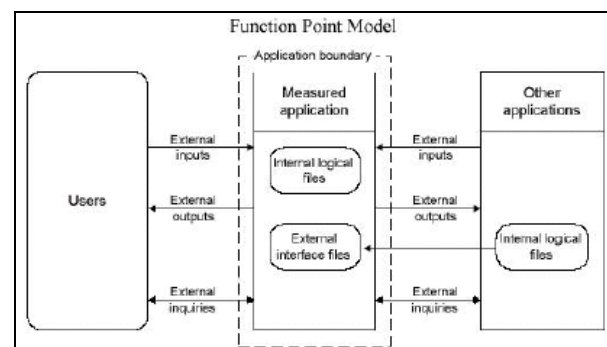 Function Point Model
Application boundary
Users
External
inputs
External
outputs
External
inquiries
Measured
application
Internal logical
files
External
interface files
External
inputs
External
outputs
External
inquiries
Other
applications
Internal logical
files